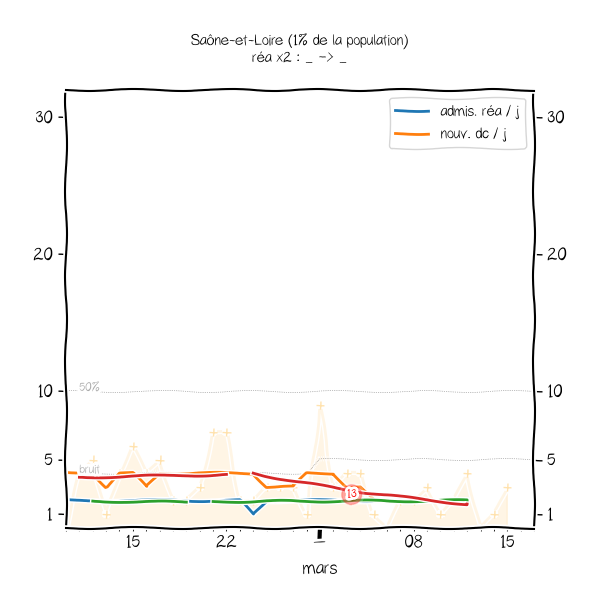 Saône-et-Loire (1% de la population)
réa x2 : _ -> _
admis. réa / j
nouv. dc / j
30
30
20
20
50%
10
10
5
5
bruit
13
1
1
15
22
08
15
mars